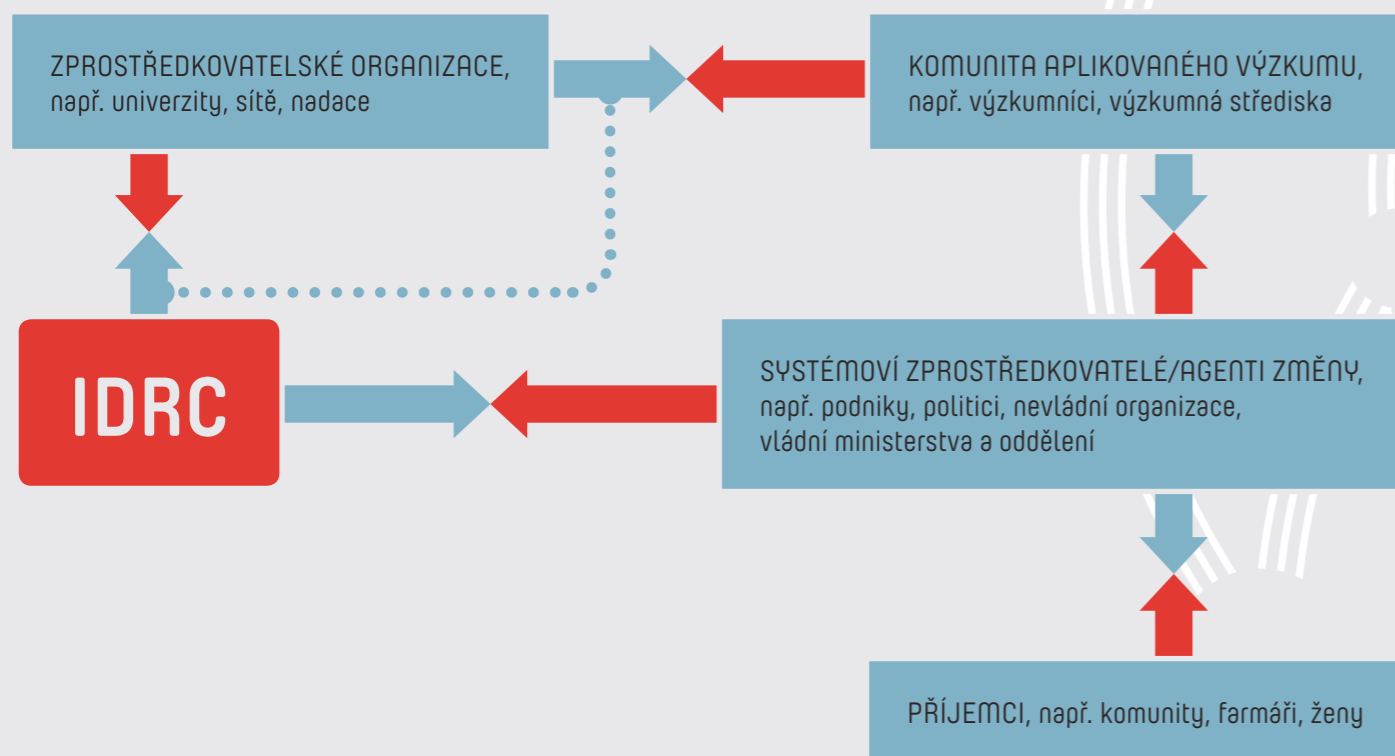 ZPROSTŘEDKOVATELSKÉ ORGANIZACE,
např. univerzity, sítě, nadace
KOMUNITA APLIKOVANÉHO VÝZKUMU,
např. výzkumníci, výzkumná střediska
IDRC
SYSTÉMOVÍ ZPROSTŘEDKOVATELÉ/AGENTI ZMĚNY,
např. podniky, politici, nevládní organizace,
vládní ministerstva a oddělení
PŘÍJEMCI, např. komunity, farmáři, ženy